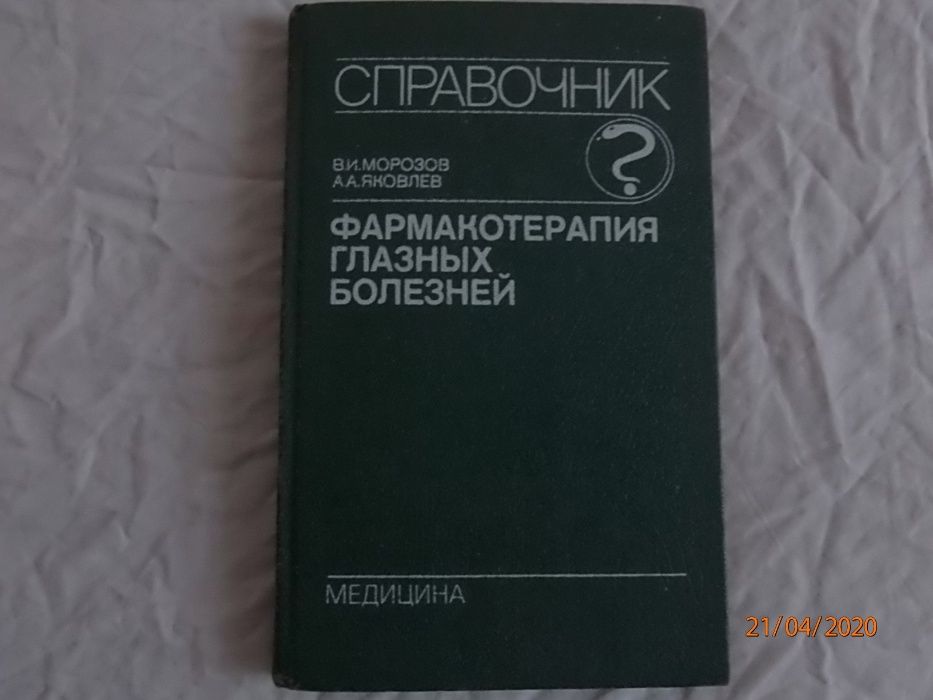 СПРАВОЧНИК
В.И.МОРОЗОВ
А.А.ЯКОВЛЕВ
ФАРМАКОТЕРАПИЯ
ГЛАЗНЫХ
БОЛЕЗНЕЙ
МЕДИЦИНА
21/04/2020